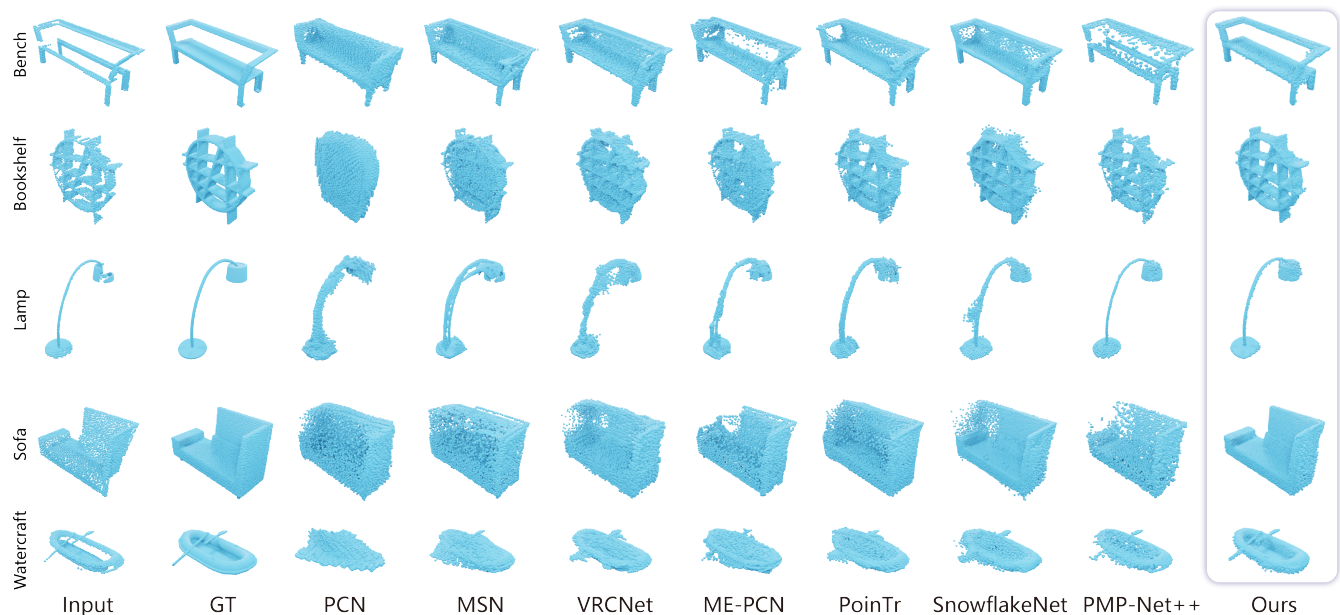 Bench
Bookshelf
Lamp
Sofa
Watercraft
Input GT PCN MSN VRCNet ME-PCN PoinTr SnowflakeNet PMP-Net++ Ours